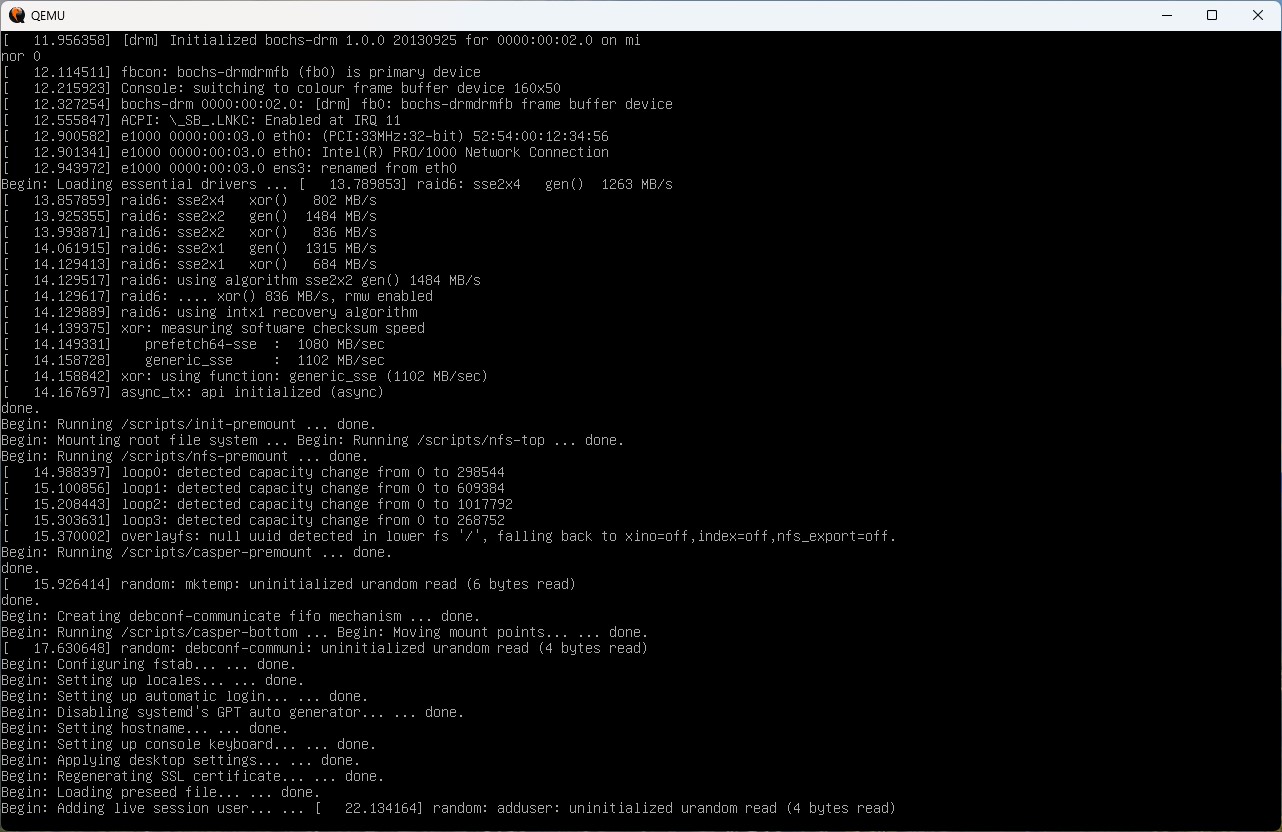 QEMU
[   11.956358] [drm] Initialized bochs-drm 1.0.0 20130925 for 0000:00:02.0 on mi
nor 0
[   12.114511] fbcon: bochs-drmdrmfb (fb0) is primary device
[   12.215923] Console: switching to colour frame buffer device 160x50
[   12.327254] bochs-drm 0000:00:02.0: [drm] fb0: bochs-drmdrmfb frame buffer device
[   12.555847] ACPI: \_SB_.LNKC: Enabled at IRQ 11
[   12.900582] e1000 0000:00:03.0 eth0: (PCI:33MHz:32-bit) 52:54:00:12:34:56
[   12.901341] e1000 0000:00:03.0 eth0: Intel(R) PRO/1000 Network Connection
[   12.943972] e1000 0000:00:03.0 ens3: renamed from eth0
Begin: Loading essential drivers ... [   13.789853] raid6: sse2x4   gen()  1263 MB/s
[   13.857859] raid6: sse2x4   xor()   802 MB/s
[   13.925355] raid6: sse2x2   gen()  1484 MB/s
[   13.993871] raid6: sse2x2   xor()   836 MB/s
[   14.061915] raid6: sse2x1   gen()  1315 MB/s
[   14.129413] raid6: sse2x1   xor()   684 MB/s
[   14.129517] raid6: using algorithm sse2x2 gen() 1484 MB/s
[   14.129617] raid6: .... xor() 836 MB/s, rmw enabled
[   14.129889] raid6: using intx1 recovery algorithm
[   14.139375] xor: measuring software checksum speed
[   14.149331]    prefetch64-sse  :  1080 MB/sec
[   14.158728]    generic_sse     :  1102 MB/sec
[   14.158842] xor: using function: generic_sse (1102 MB/sec)
[   14.167697] async_tx: api initialized (async)
done.
Begin: Running /scripts/init-premount ... done.
Begin: Mounting root file system ... Begin: Running /scripts/nfs-top ... done.
Begin: Running /scripts/nfs-premount ... done.
[   14.988397] loop0: detected capacity change from 0 to 298544
[   15.100856] loop1: detected capacity change from 0 to 609384
[   15.208443] loop2: detected capacity change from 0 to 1017792
[   15.303631] loop3: detected capacity change from 0 to 268752
[   15.370002] overlayfs: null uuid detected in lower fs '/', falling back to xino=off,index=off,nfs_export=off.
Begin: Running /scripts/casper-premount ... done.
done.
[   15.926414] random: mktemp: uninitialized urandom read (6 bytes read)
done.
Begin: Creating debconf-communicate fifo mechanism ... done.
Begin: Running /scripts/casper-bottom ... Begin: Moving mount points... ... done.
[   17.630648] random: debconf-communi: uninitialized urandom read (4 bytes read)
Begin: Configuring fstab... ... done.
Begin: Setting up locales... ... done.
Begin: Setting up automatic login... ... done.
Begin: Disabling systemd's GPT auto generator... ... done.
Begin: Setting hostname... ... done.
Begin: Setting up console keyboard... ... done.
Begin: Applying desktop settings... ... done.
Begin: Regenerating SSL certificate... ... done.
Begin: Loading preseed file... ... done.
Begin: Adding live session user... ... [   22.134164] random: adduser: uninitialized urandom read (4 bytes read)